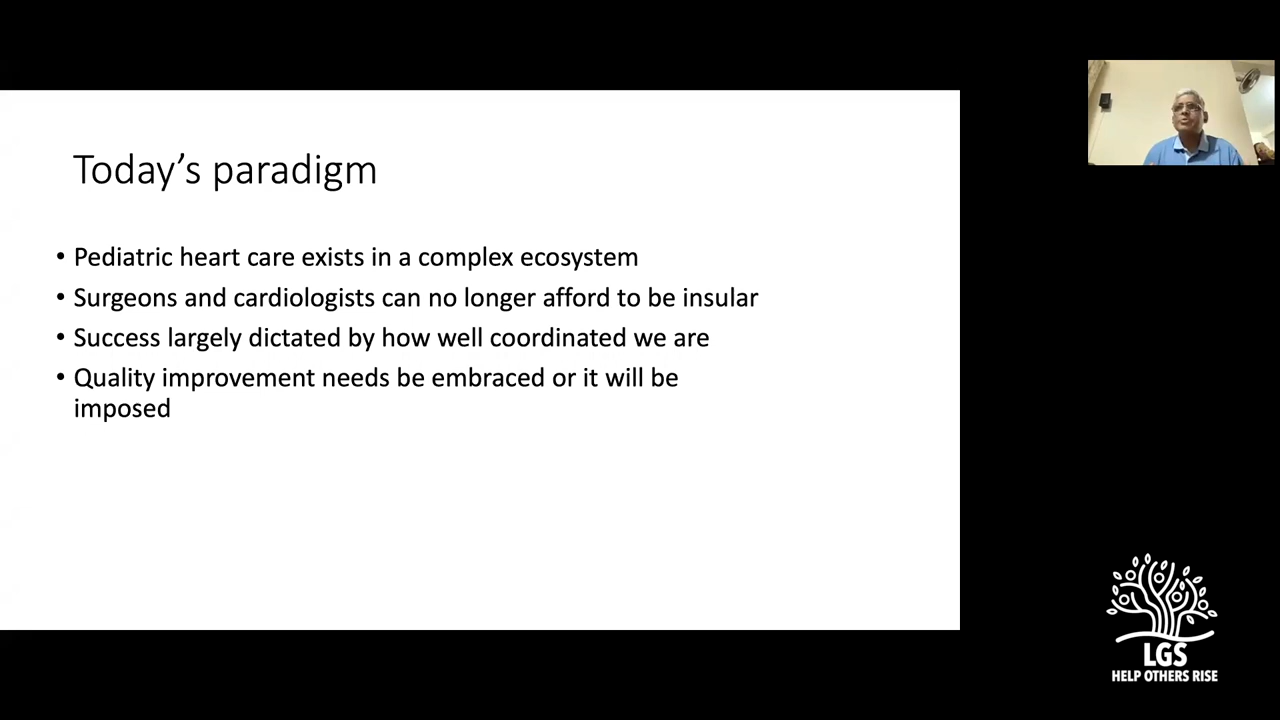 Today’s paradigm
• Pediatric heart care exists in a complex ecosystem
• Surgeons and cardiologists can no longer afford to be insular
• Success largely dictated by how well coordinated we are
• Quality improvement needs be embraced or it will be
imposed
LGS
HELP OTHERS RISE